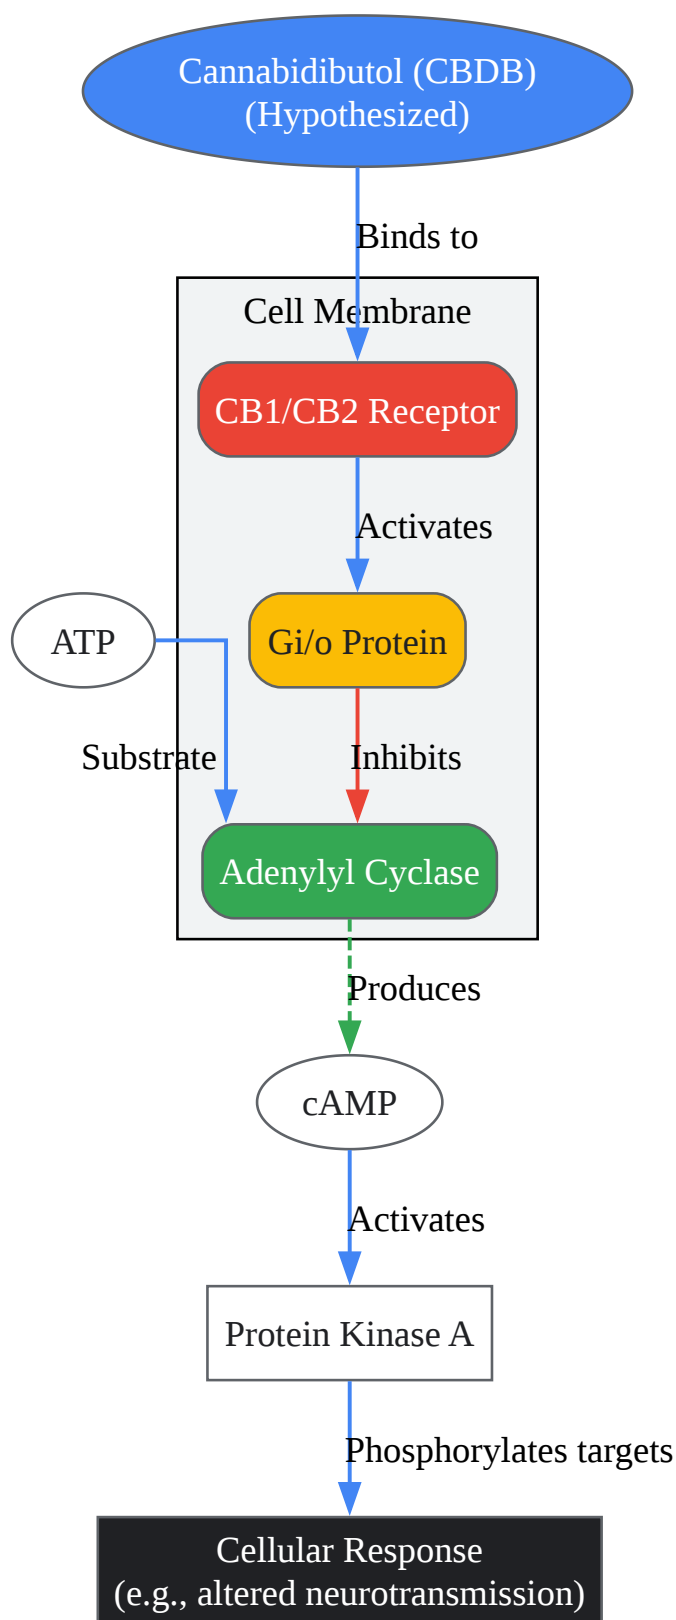 Cannabidibutol (CBDB)
(Hypothesized)
Binds to
Cell Membrane
CB1/CB2 Receptor
Activates
ATP
Gi/o Protein
Substrate
Inhibits
Adenylyl Cyclase
Produces
cAMP
Activates
Protein Kinase A
Phosphorylates targets
Cellular Response
(e.g., altered neurotransmission)